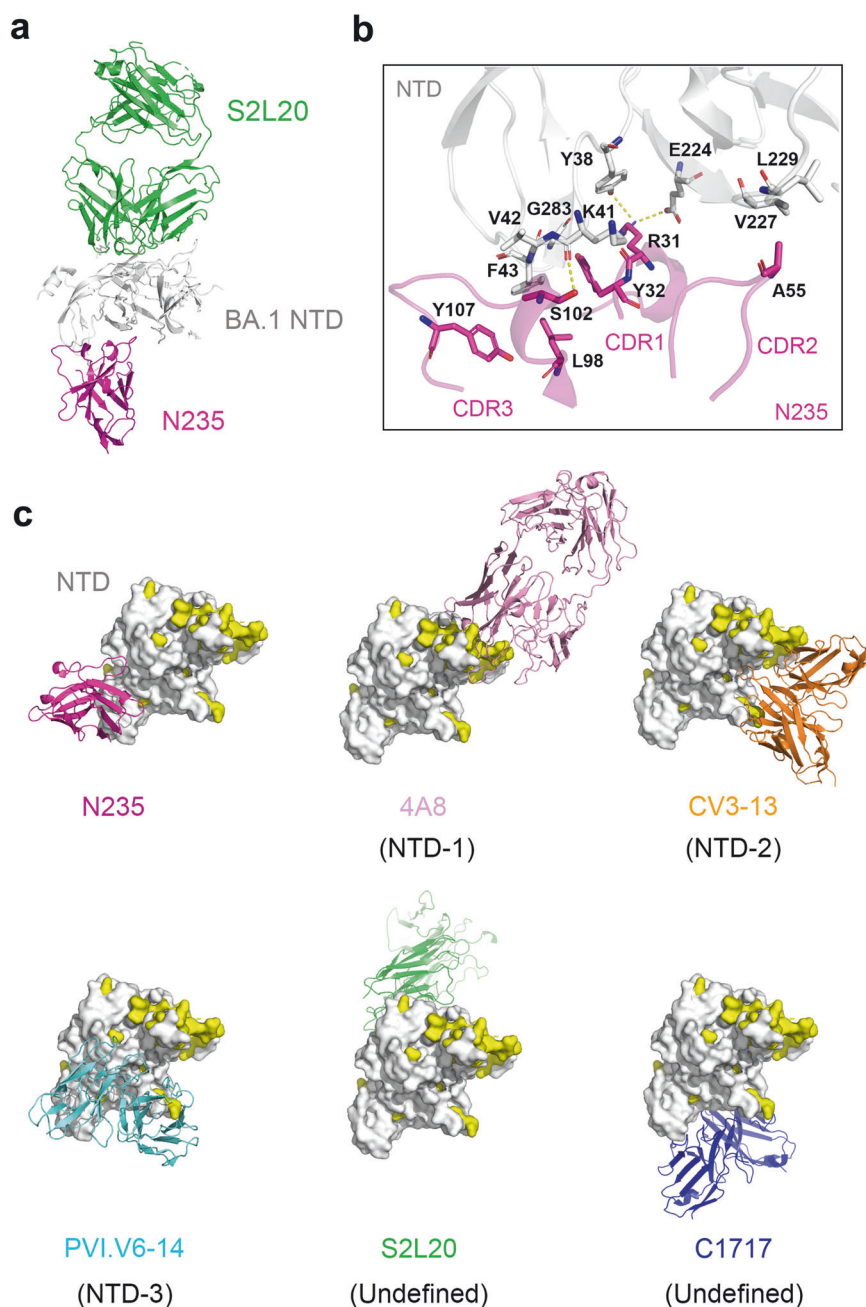 a
S2L20
BA.1 NTD
N235
b
NTD
Y38
E224
L229
V42
G283
K41
V227
F43
R31
Y107
S102
Y32
A55
L98
CDR1
CDR2
CDR3
N235
c
NTD
N235
4A8
CV3-13
(NTD-1)
(NTD-2)
PVI.V6-14
S2L20
C1717
(NTD-3)
(Undefined)
(Undefined)